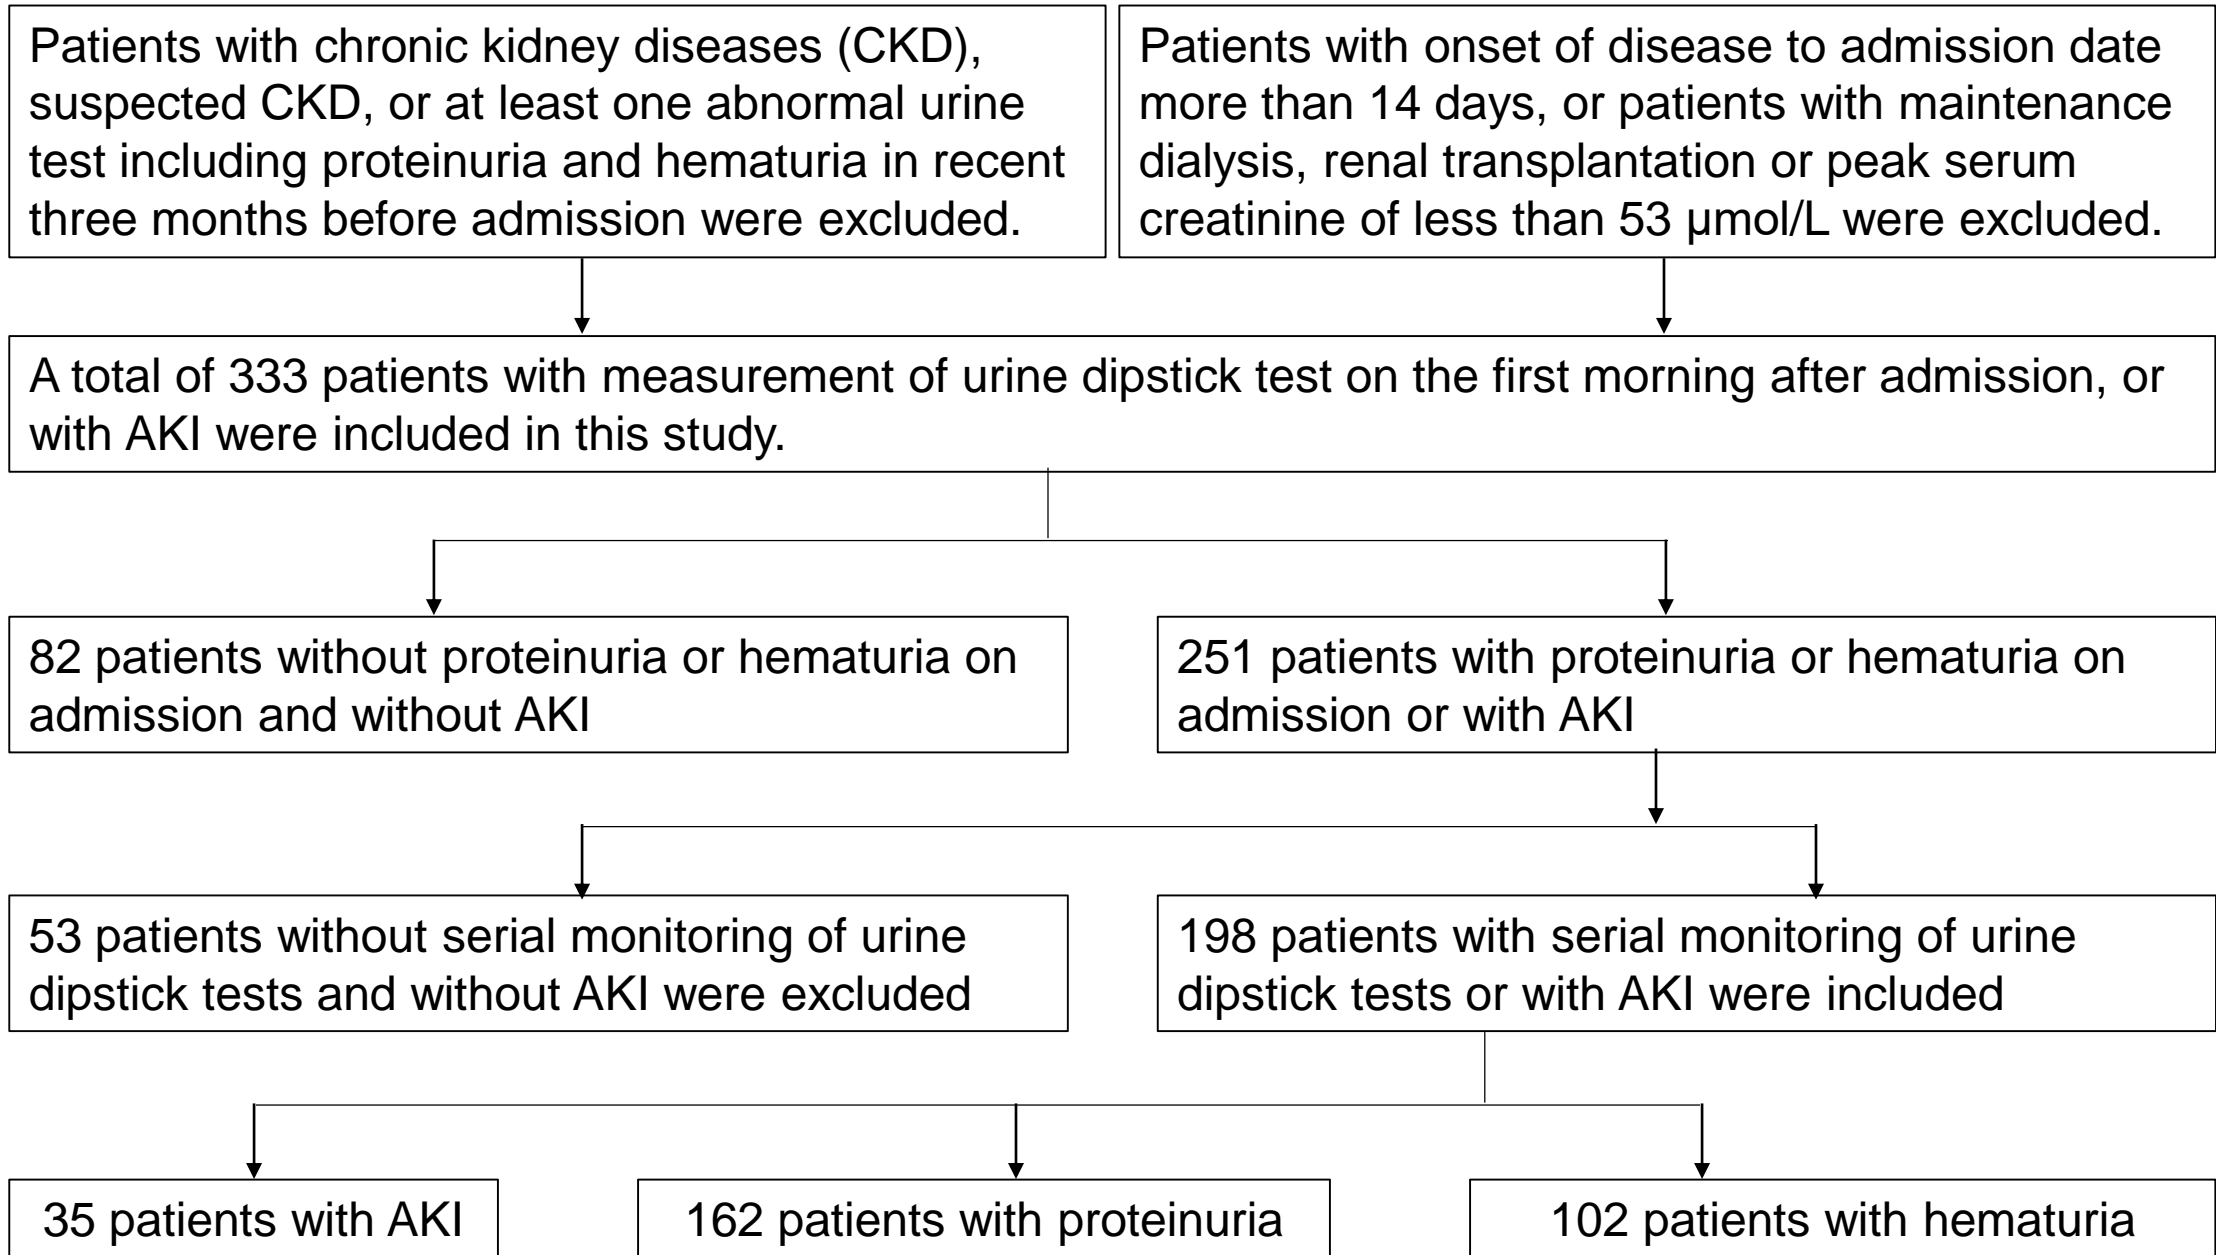 Patients with chronic kidney diseases (CKD),
suspected CKD, or at least one abnormal urine
test including proteinuria and hematuria in recent
three months before admission were excluded.
Patients with onset of disease to admission date
more than 14 days, or patients with maintenance
dialysis, renal transplantation or peak serum
creatinine of less than 53 μmol/L were excluded.
A total of 333 patients with measurement of urine dipstick test on the first morning after admission, or
with AKI were included in this study.
82 patients without proteinuria or hematuria on
admission and without AKI
251 patients with proteinuria or hematuria on
admission or with AKI
53 patients without serial monitoring of urine
dipstick tests and without AKI were excluded
198 patients with serial monitoring of urine
dipstick tests or with AKI were included
35 patients with AKI
162 patients with proteinuria
102 patients with hematuria